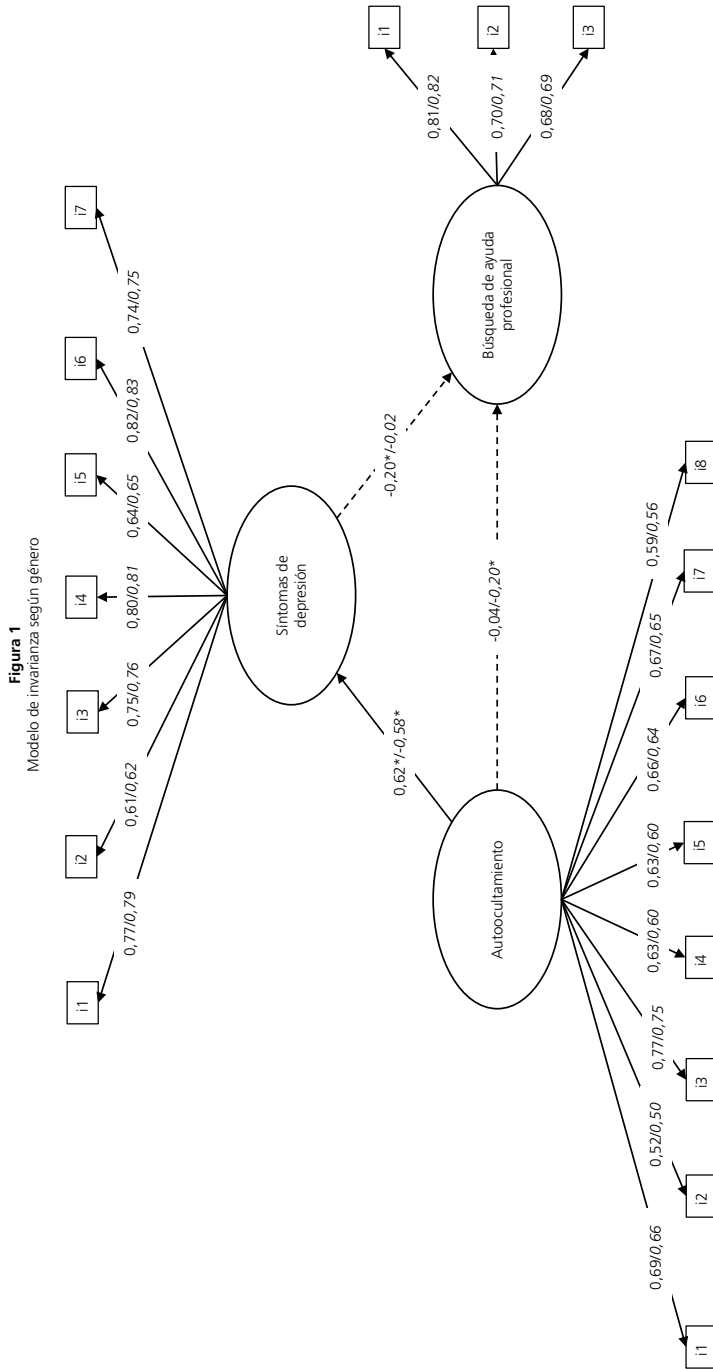 Figura 1
Modelo de invarianza según género
i1
i2
i3
i4
i5
i6
i7
0,77/0,79
0,61/0,62
0,75/0,76
0,80/0,81
0,64/0,65
0,82/0,83
0,74/0,75
Síntomas de
depresión
0,62*/-0,58*
-0,20*/-0,02
Autoocultamiento
-0,04/-0,20*
Búsqueda de ayuda
profesional
0,81/0,82
0,70/0,71
0,68/0,69
i1
i2
i3
0,69/0,66
0,52/0,50
0,77/0,75
0,63/0,60
0,63/0,60
0,66/0,64
0,67/0,65
0,59/0,56
i1
i2
i3
i4
i5
i6
i7
i8